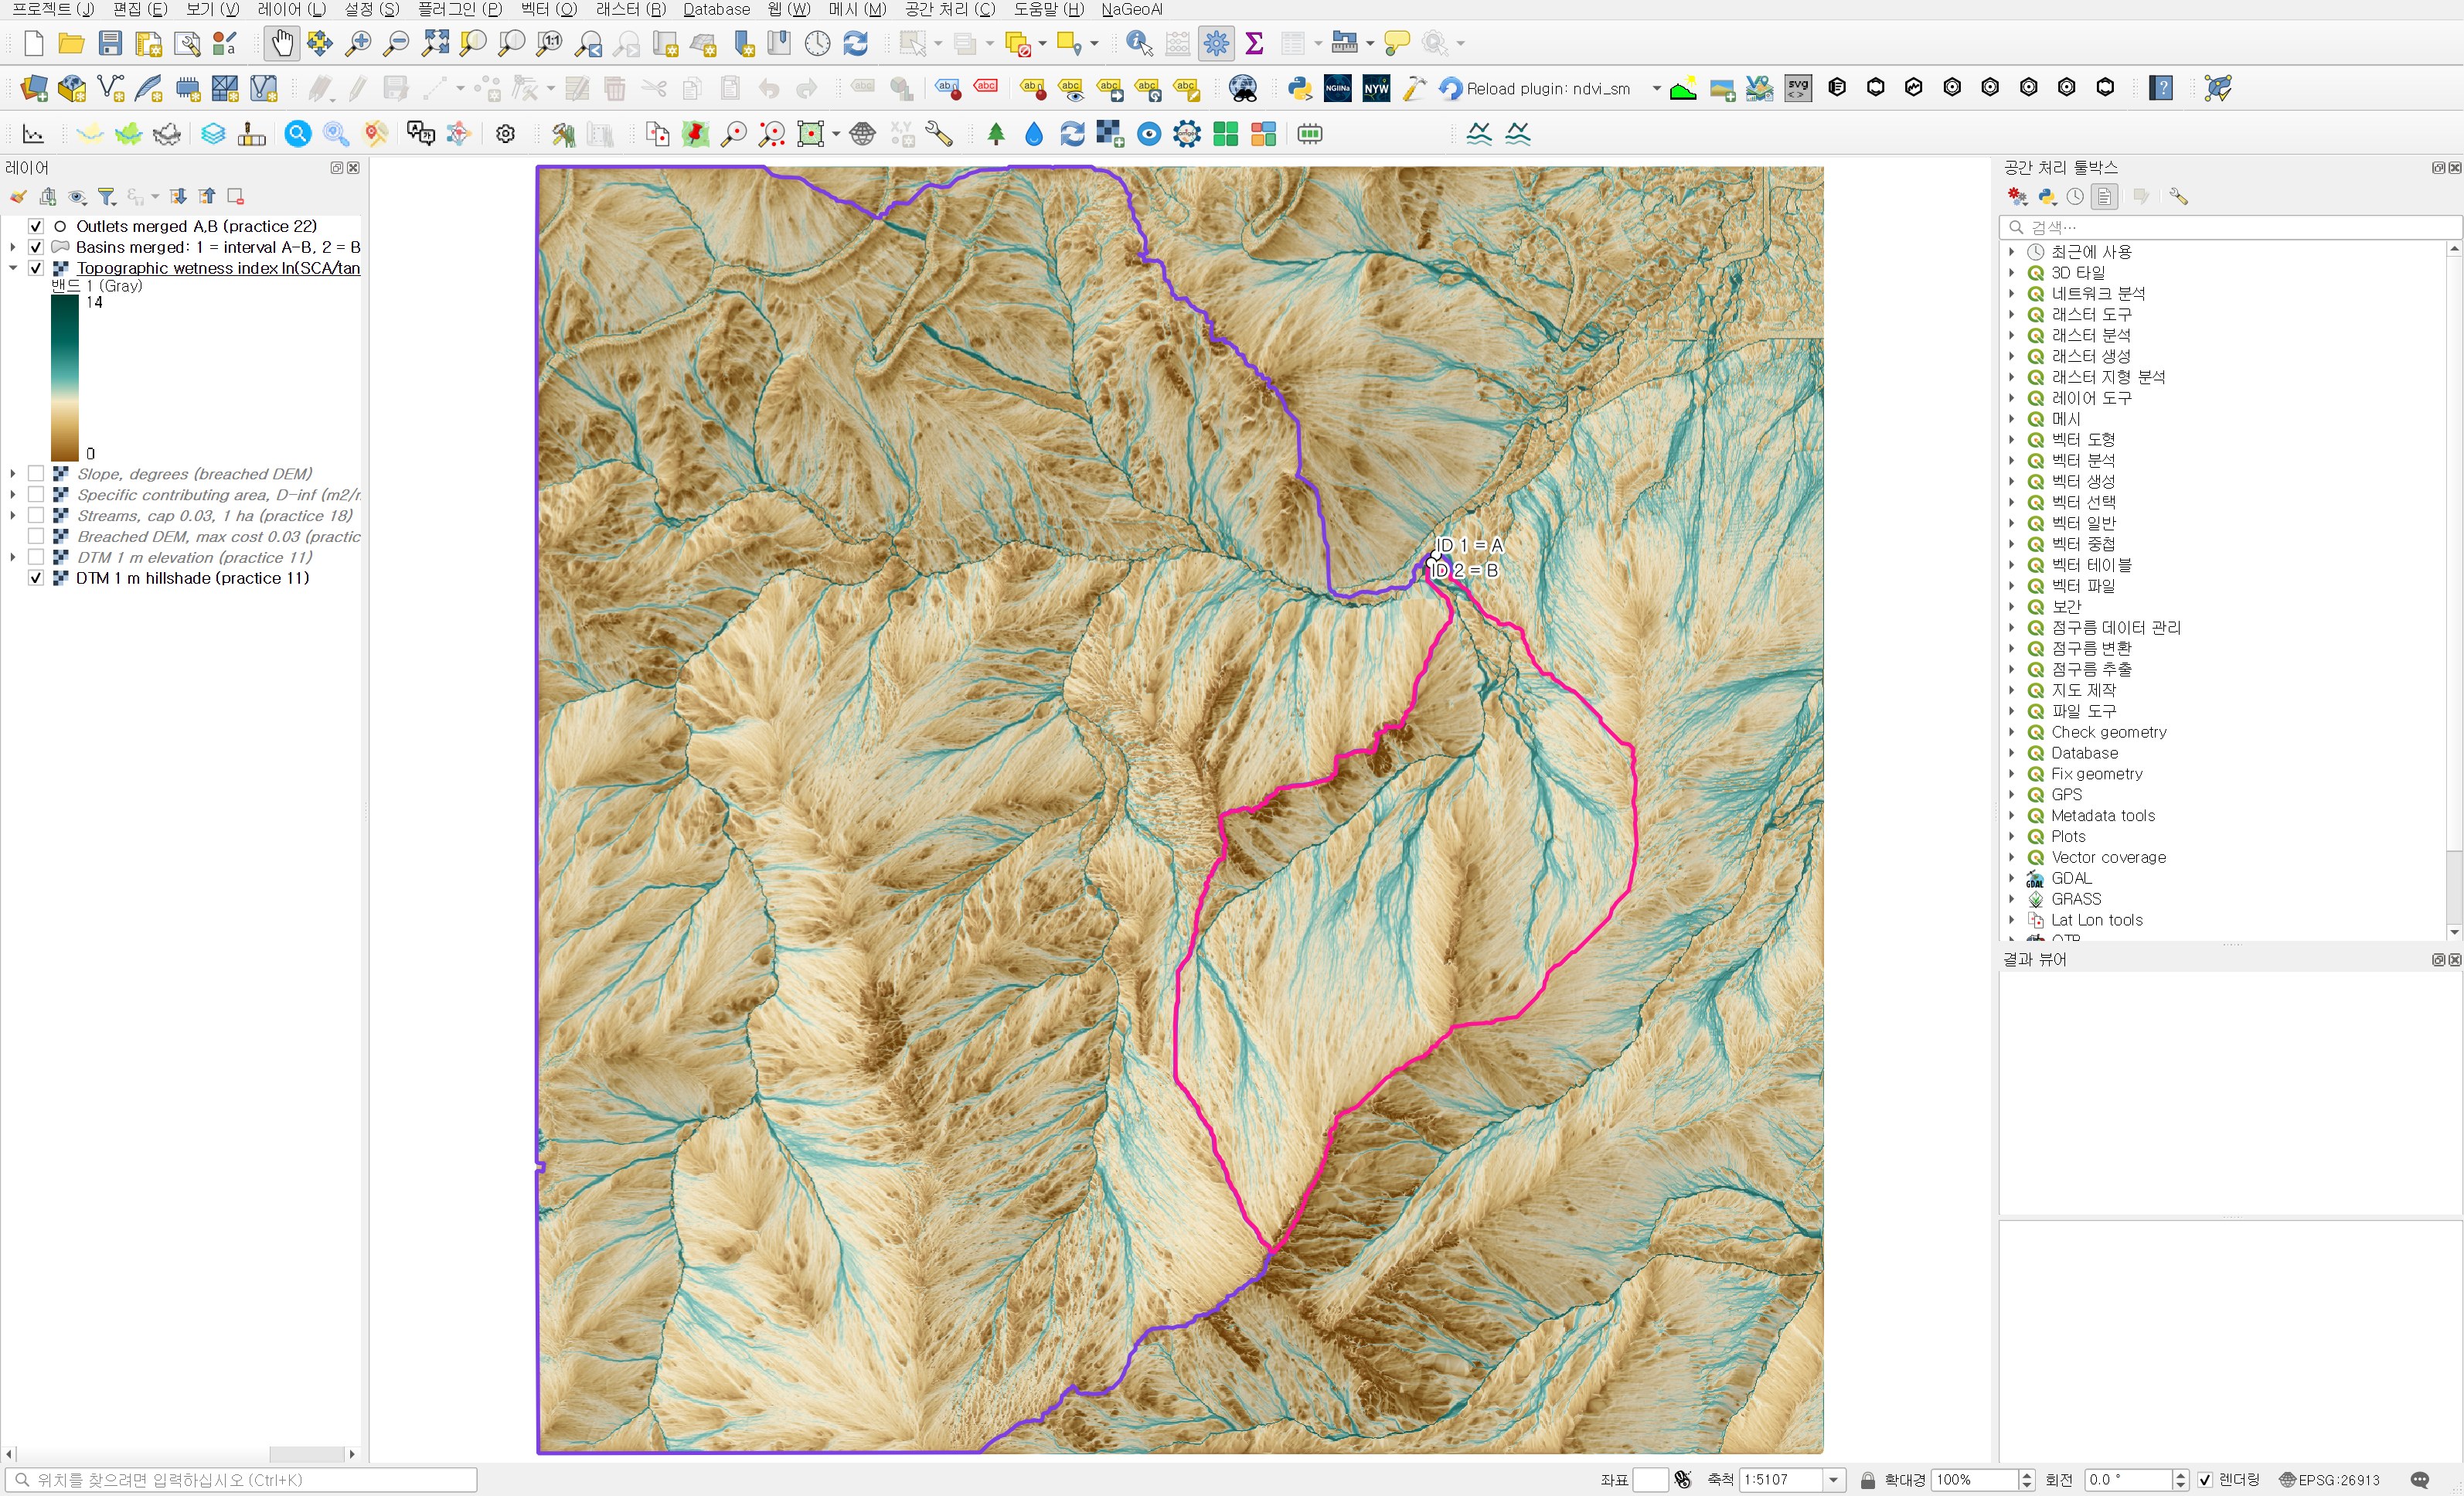 프로젝트 (J) 편집 (E) 보기 (V) 레이어 (L) 설정 (S) 플러그인 (P) 벡터 (O) 래스터 (R) Database 웹 (W) 메시 (M) 공간 처리 (C) 도움말 (H) NaGeoAI
1:1
NGIINa NYW Reload plugin: ndvi_sm svg
레이어
Outlets merged A,B (practice 22)
Basins merged: 1 = interval A-B, 2 = B
Topographic wetness index ln(SCA/tan
밴드 1 (Gray)
14
0
Slope, degrees (breached DEM)
Specific contributing area, D-inf (m2/r
Streams, cap 0.03, 1 ha (practice 18)
Breached DEM, max cost 0.03 (practic
DTM 1 m elevation (practice 11)
DTM 1 m hillshade (practice 11)
ID 1 = A
ID 2 = B
공간 처리 툴박스
검색…
최근에 사용
3D 타일
네트워크 분석
래스터 도구
래스터 분석
래스터 생성
래스터 지형 분석
레이어 도구
메시
벡터 도형
벡터 분석
벡터 생성
벡터 선택
벡터 일반
벡터 중첩
벡터 테이블
벡터 파일
보간
점구름 데이터 관리
점구름 변환
점구름 추출
지도 제작
파일 도구
Check geometry
Database
Fix geometry
GPS
Metadata tools
Plots
Vector coverage
GDAL
GRASS
Lat Lon tools
OTB
결과 뷰어
위치를 찾으려면 입력하십시오 (Ctrl+K)
좌표 축척 1:5107 확대경 100% 회전 0.0 ° 렌더링 EPSG:26913